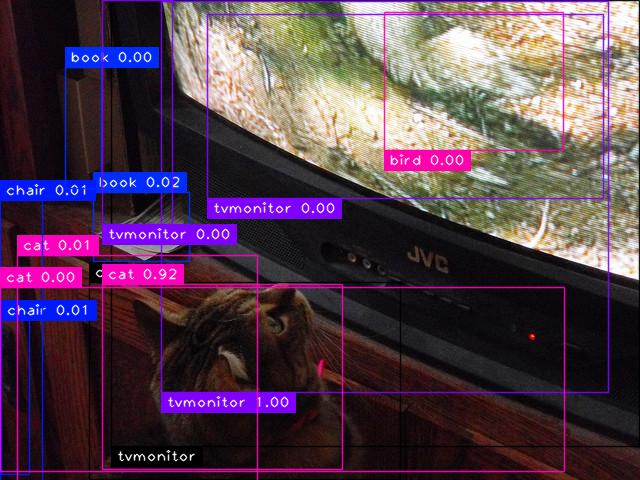 book 0.00
bird 0.00
book 0.02
chair 0.01
tvmonitor 0.00
tvmonitor 0.00
cat 0.01
JVC
cat 0.00
cat 0.92
chair 0.01
tvmonitor 1.00
tvmonitor